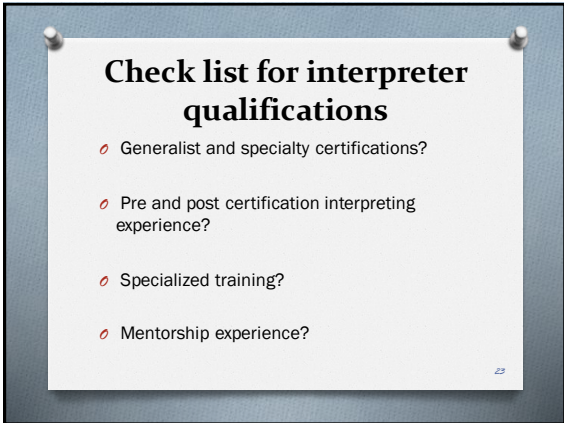 Check list for interpreter
qualifications
o Generalist and specialty certifications?
o Pre and post certification interpreting
experience?
o Specialized training?
o Mentorship experience?
23